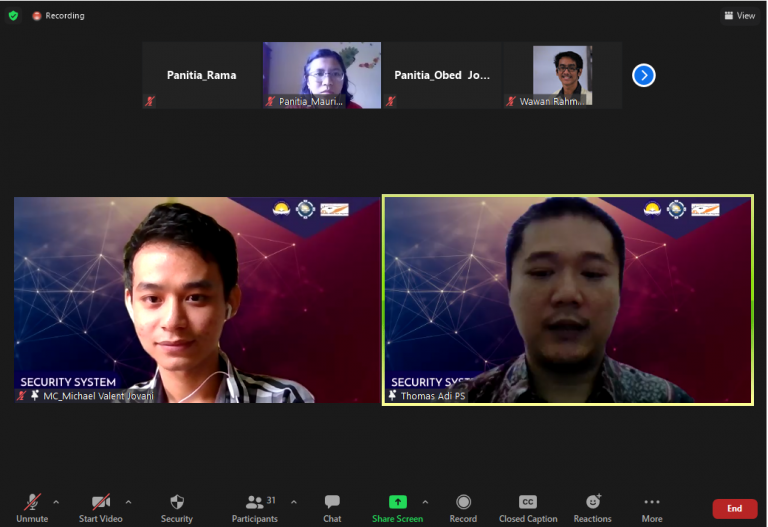 Recording
View
Panitia_Rama
Panitia_Mauri...
Panitia_Obed Jo...
Wawan Rahm...
SECURITY SYSTEM
MC_Michael Valent Jovani
SECURITY SYST
Thomas Adi PS
Unmute
Start Video
Security
31
Participants
Chat
Share Screen
Record
CC
Closed Caption
Reactions
More
End